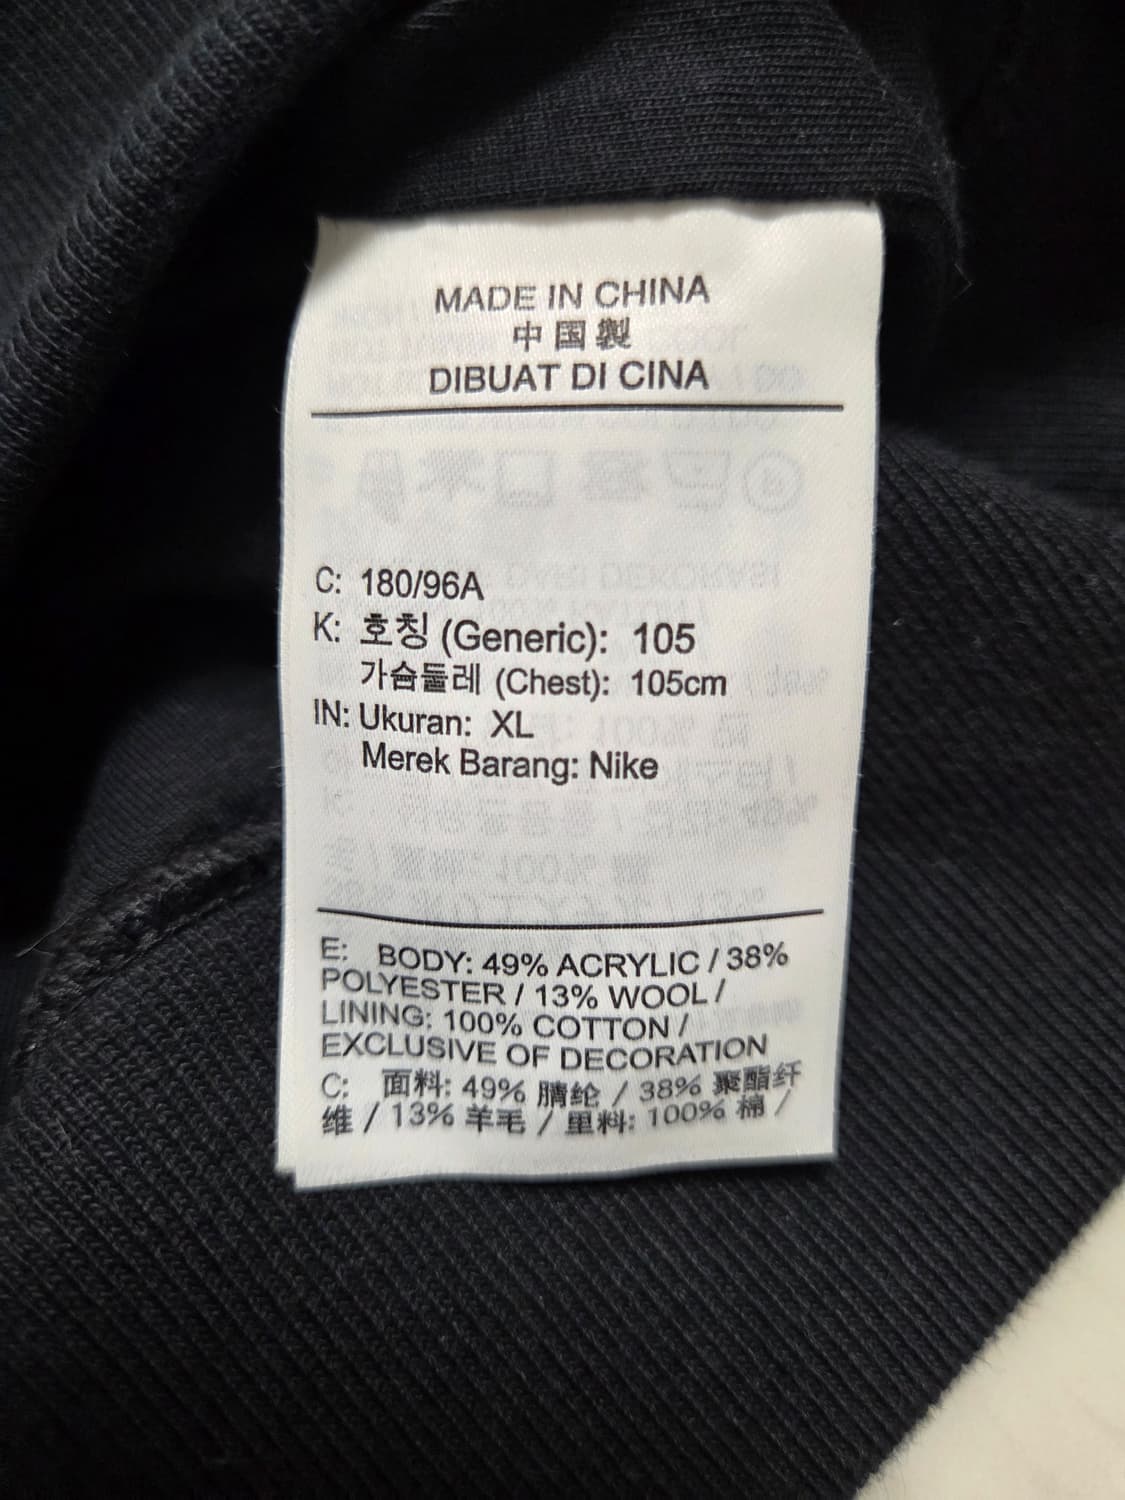 MADE IN CHINA
中国製
DIBUAT DI CINA
C: 180/96A
K: 호칭 (Generic): 105
가슴둘레 (Chest): 105cm
IN: Ukuran: XL
Merek Barang: Nike
E: BODY: 49% ACRYLIC / 38%
POLYESTER / 13% WOOL /
LINING: 100% COTTON /
EXCLUSIVE OF DECORATION
C: 面料: 49% 腈纶 / 38% 聚酯纤
维 / 13% 羊毛 / 里料: 100% 棉 /